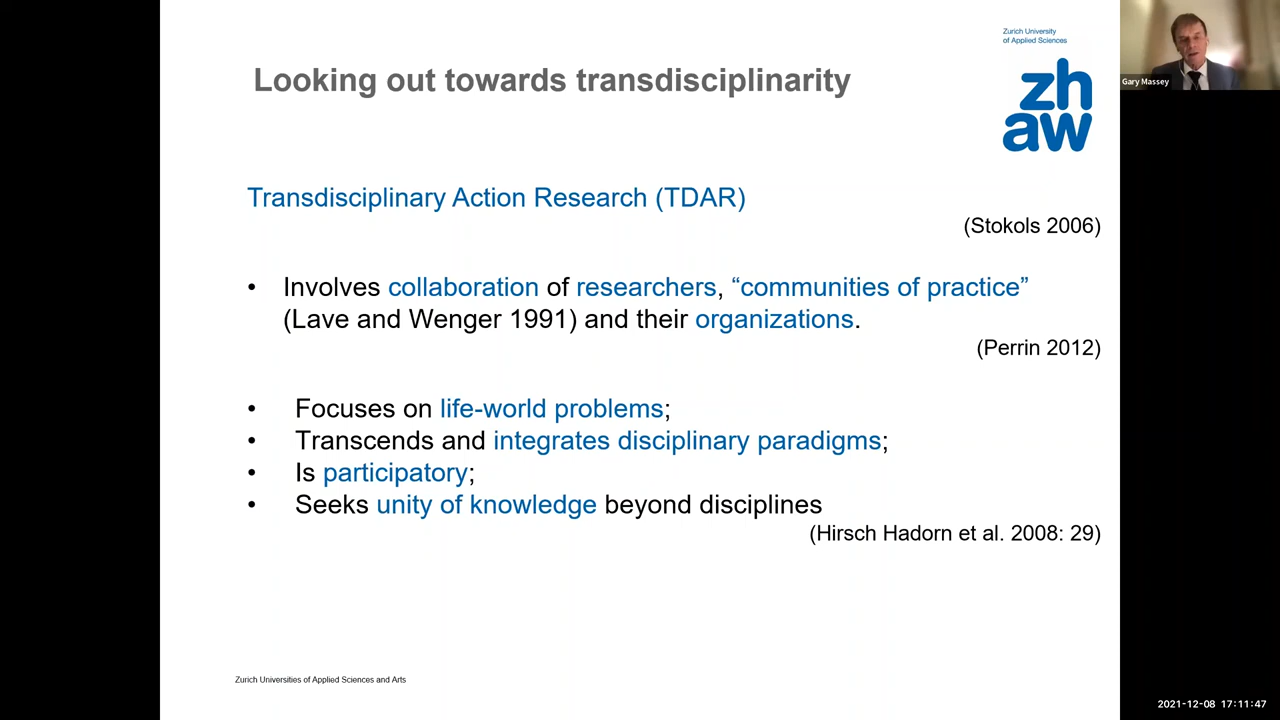 Zurich University
of Applied Sciences
Looking out towards transdisciplinarity
zh
aw
Gary Massey
Transdisciplinary Action Research (TDAR)
(Stokols 2006)
• Involves collaboration of researchers, “communities of practice”
(Lave and Wenger 1991) and their organizations.
(Perrin 2012)
• Focuses on life-world problems;
• Transcends and integrates disciplinary paradigms;
• Is participatory;
• Seeks unity of knowledge beyond disciplines
(Hirsch Hadorn et al. 2008: 29)
Zurich Universities of Applied Sciences and Arts
2021-12-08 17:11:47